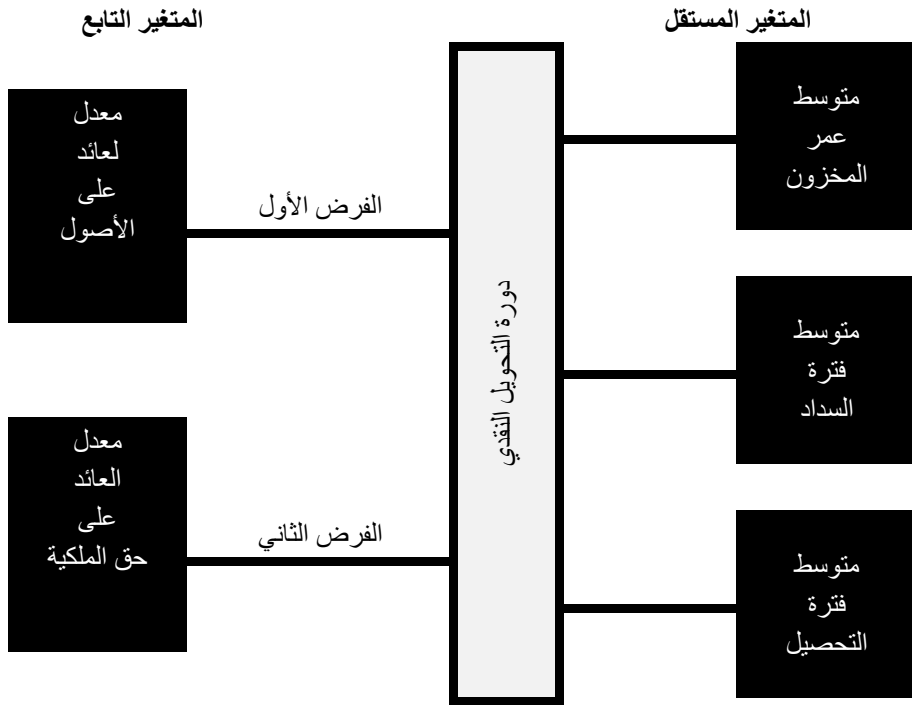 المتغير المستقل
المتغير التابع
متوسط
عمر
المخزون
متوسط
فترة
السداد
متوسط
فترة
التحصيل
دورة التحويل النقدي
الفرض الأول
الفرض الثاني
معدل
لعائد
على
الأصول
معدل
العائد
على
حق الملكية